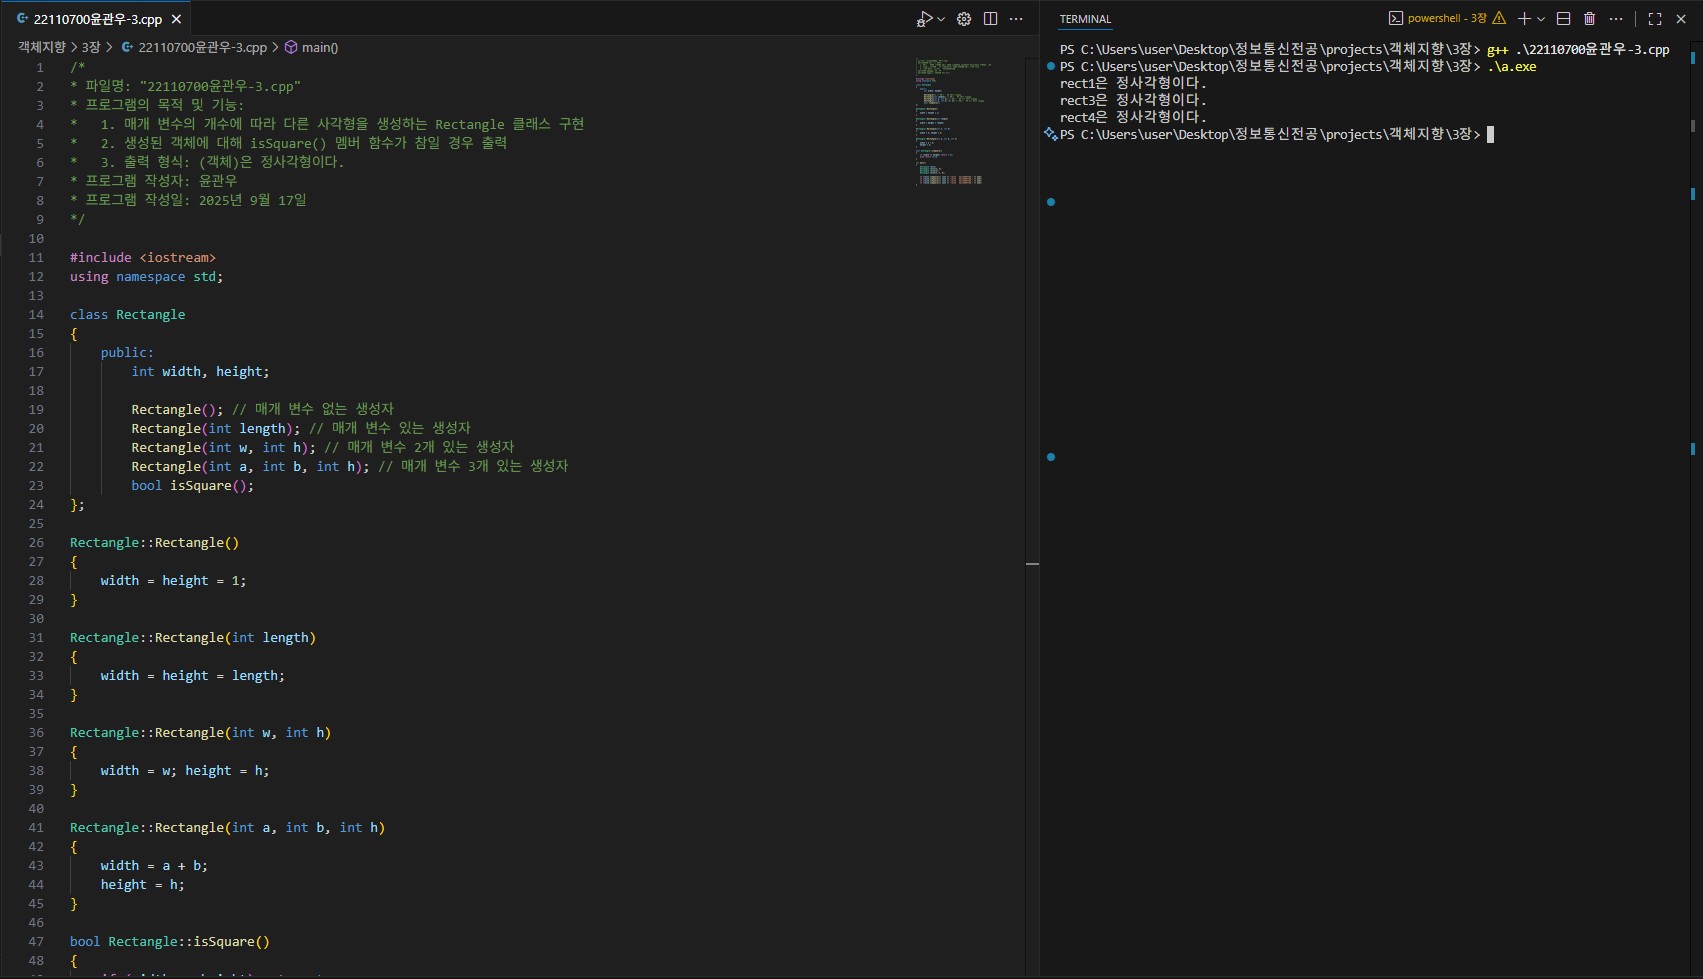 22110700윤관우-3.cpp
객체지향 > 3장 > 22110700윤관우-3.cpp > main()
1 /*
2 * 파일명: "22110700윤관우-3.cpp"
3 * 프로그램의 목적 및 기능:
4 *   1. 매개 변수의 개수에 따라 다른 사각형을 생성하는 Rectangle 클래스 구현
5 *   2. 생성된 객체에 대해 isSquare() 멤버 함수가 참일 경우 출력
6 *   3. 출력 형식: (객체)은 정사각형이다.
7 * 프로그램 작성자: 윤관우
8 * 프로그램 작성일: 2025년 9월 17일
9 */
10
11 #include <iostream>
12 using namespace std;
13
14 class Rectangle
15 {
16     public:
17         int width, height;
18
19         Rectangle(); // 매개 변수 없는 생성자
20         Rectangle(int length); // 매개 변수 있는 생성자
21         Rectangle(int w, int h); // 매개 변수 2개 있는 생성자
22         Rectangle(int a, int b, int h); // 매개 변수 3개 있는 생성자
23         bool isSquare();
24 };
25
26 Rectangle::Rectangle()
27 {
28     width = height = 1;
29 }
30
31 Rectangle::Rectangle(int length)
32 {
33     width = height = length;
34 }
35
36 Rectangle::Rectangle(int w, int h)
37 {
38     width = w; height = h;
39 }
40
41 Rectangle::Rectangle(int a, int b, int h)
42 {
43     width = a + b;
44     height = h;
45 }
46
47 bool Rectangle::isSquare()
48 {
TERMINAL
powershell - 3장
PS C:\Users\user\Desktop\정보통신전공\projects\객체지향\3장> g++ .\22110700윤관우-3.cpp
PS C:\Users\user\Desktop\정보통신전공\projects\객체지향\3장> .\a.exe
rect1은 정사각형이다.
rect3은 정사각형이다.
rect4은 정사각형이다.
PS C:\Users\user\Desktop\정보통신전공\projects\객체지향\3장>